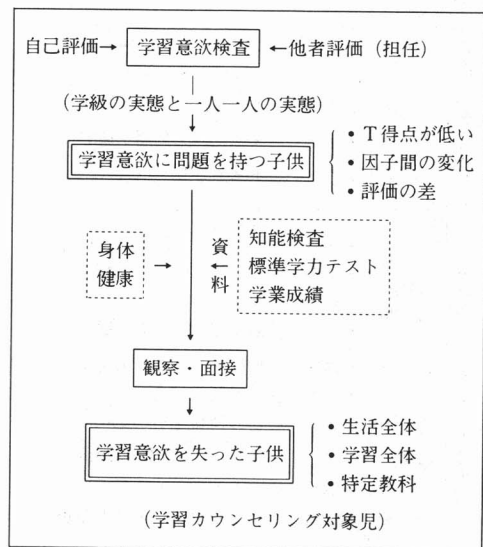 自己評価→ 学習意欲検査 ←他者評価(担任)
(学級の実態と一人一人の実態)
学習意欲に問題を持つ子供
・T得点が低い
・因子間の変化
・評価の差
身体
健康
→
資料
←
知能検査
標準学力テスト
学業成績
観察・面接
学習意欲を失った子供
・生活全体
・学習全体
・特定教科
(学習カウンセリング対象児)